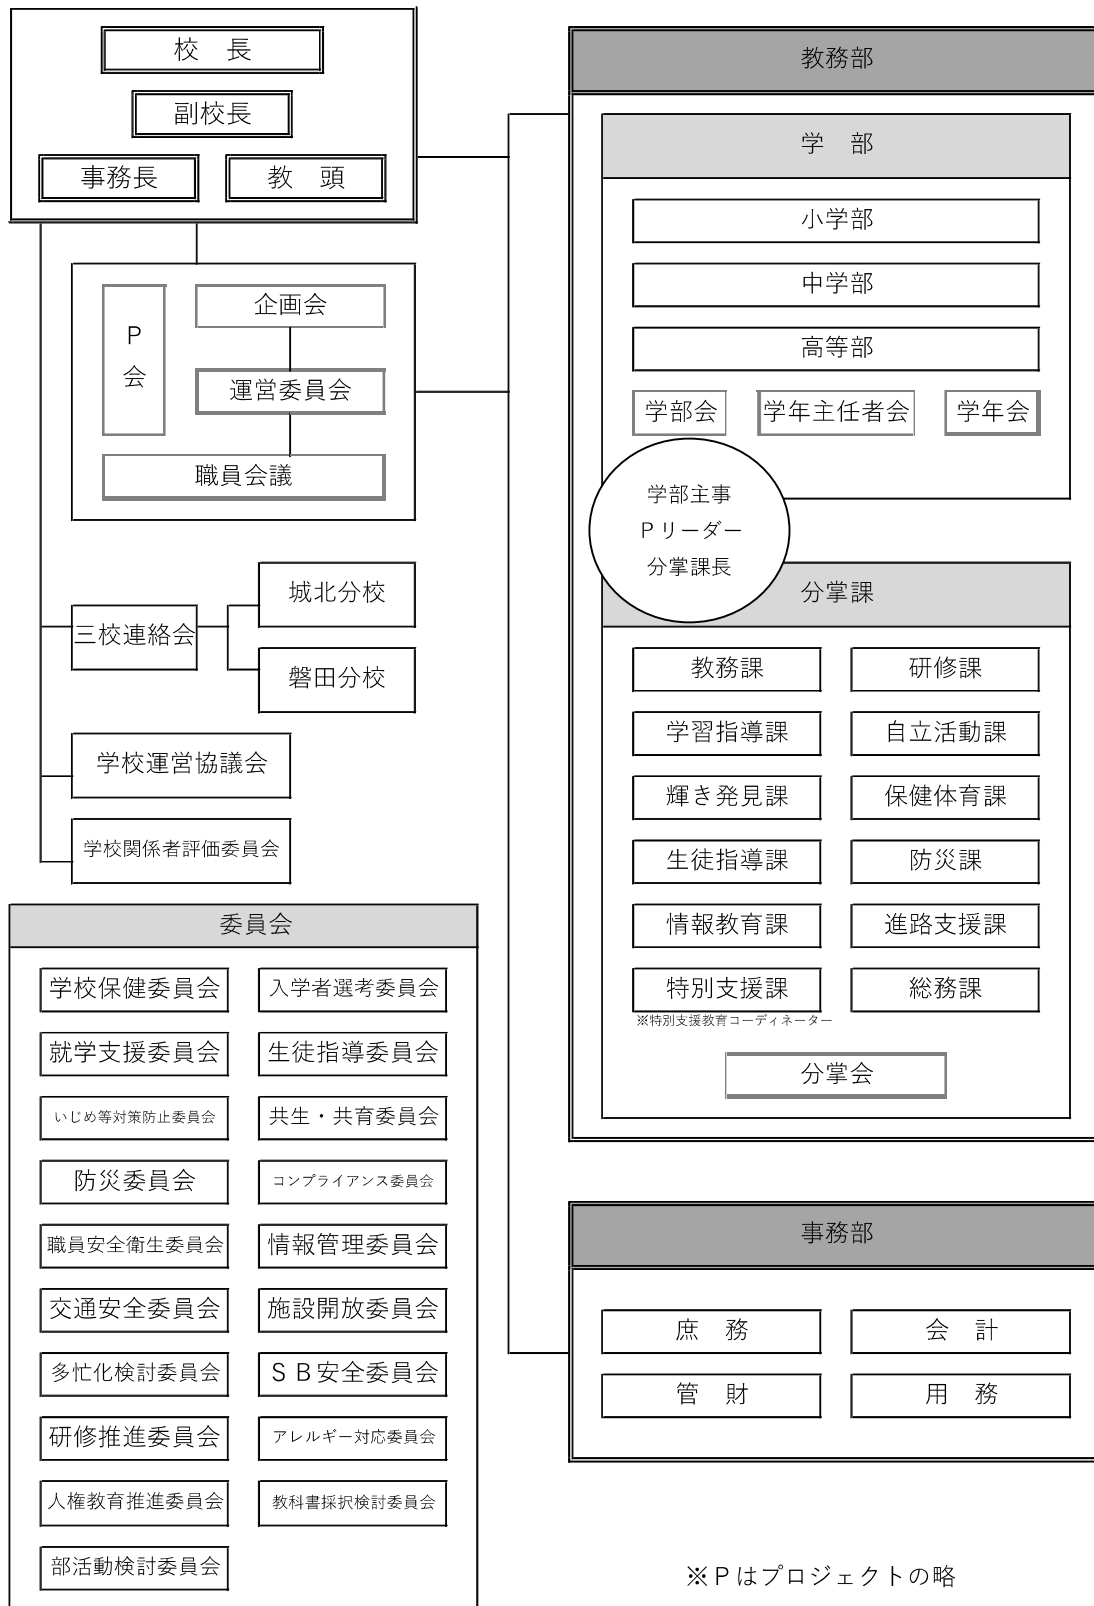 校　長
副校長
事務長
教　頭
Ｐ会
企画会
運営委員会
職員会議
三校連絡会
城北分校
磐田分校
学校運営協議会
学校関係者評価委員会
委員会
学校保健委員会
入学者選考委員会
就学支援委員会
生徒指導委員会
いじめ等対策防止委員会
共生・共育委員会
防災委員会
コンプライアンス委員会
職員安全衛生委員会
情報管理委員会
交通安全委員会
施設開放委員会
多忙化検討委員会
ＳＢ安全委員会
研修推進委員会
アレルギー対応委員会
人権教育推進委員会
教科書採択検討委員会
部活動検討委員会
教務部
学　部
小学部
中学部
高等部
学部会
学年主任者会
学年会
学部主事
Ｐリーダー
分掌課長
分掌課
教務課
研修課
学習指導課
自立活動課
輝き発見課
保健体育課
生徒指導課
防災課
情報教育課
進路支援課
特別支援課
※特別支援教育コーディネーター
総務課
分掌会
事務部
庶　務
会　計
管　財
用　務
※Ｐはプロジェクトの略